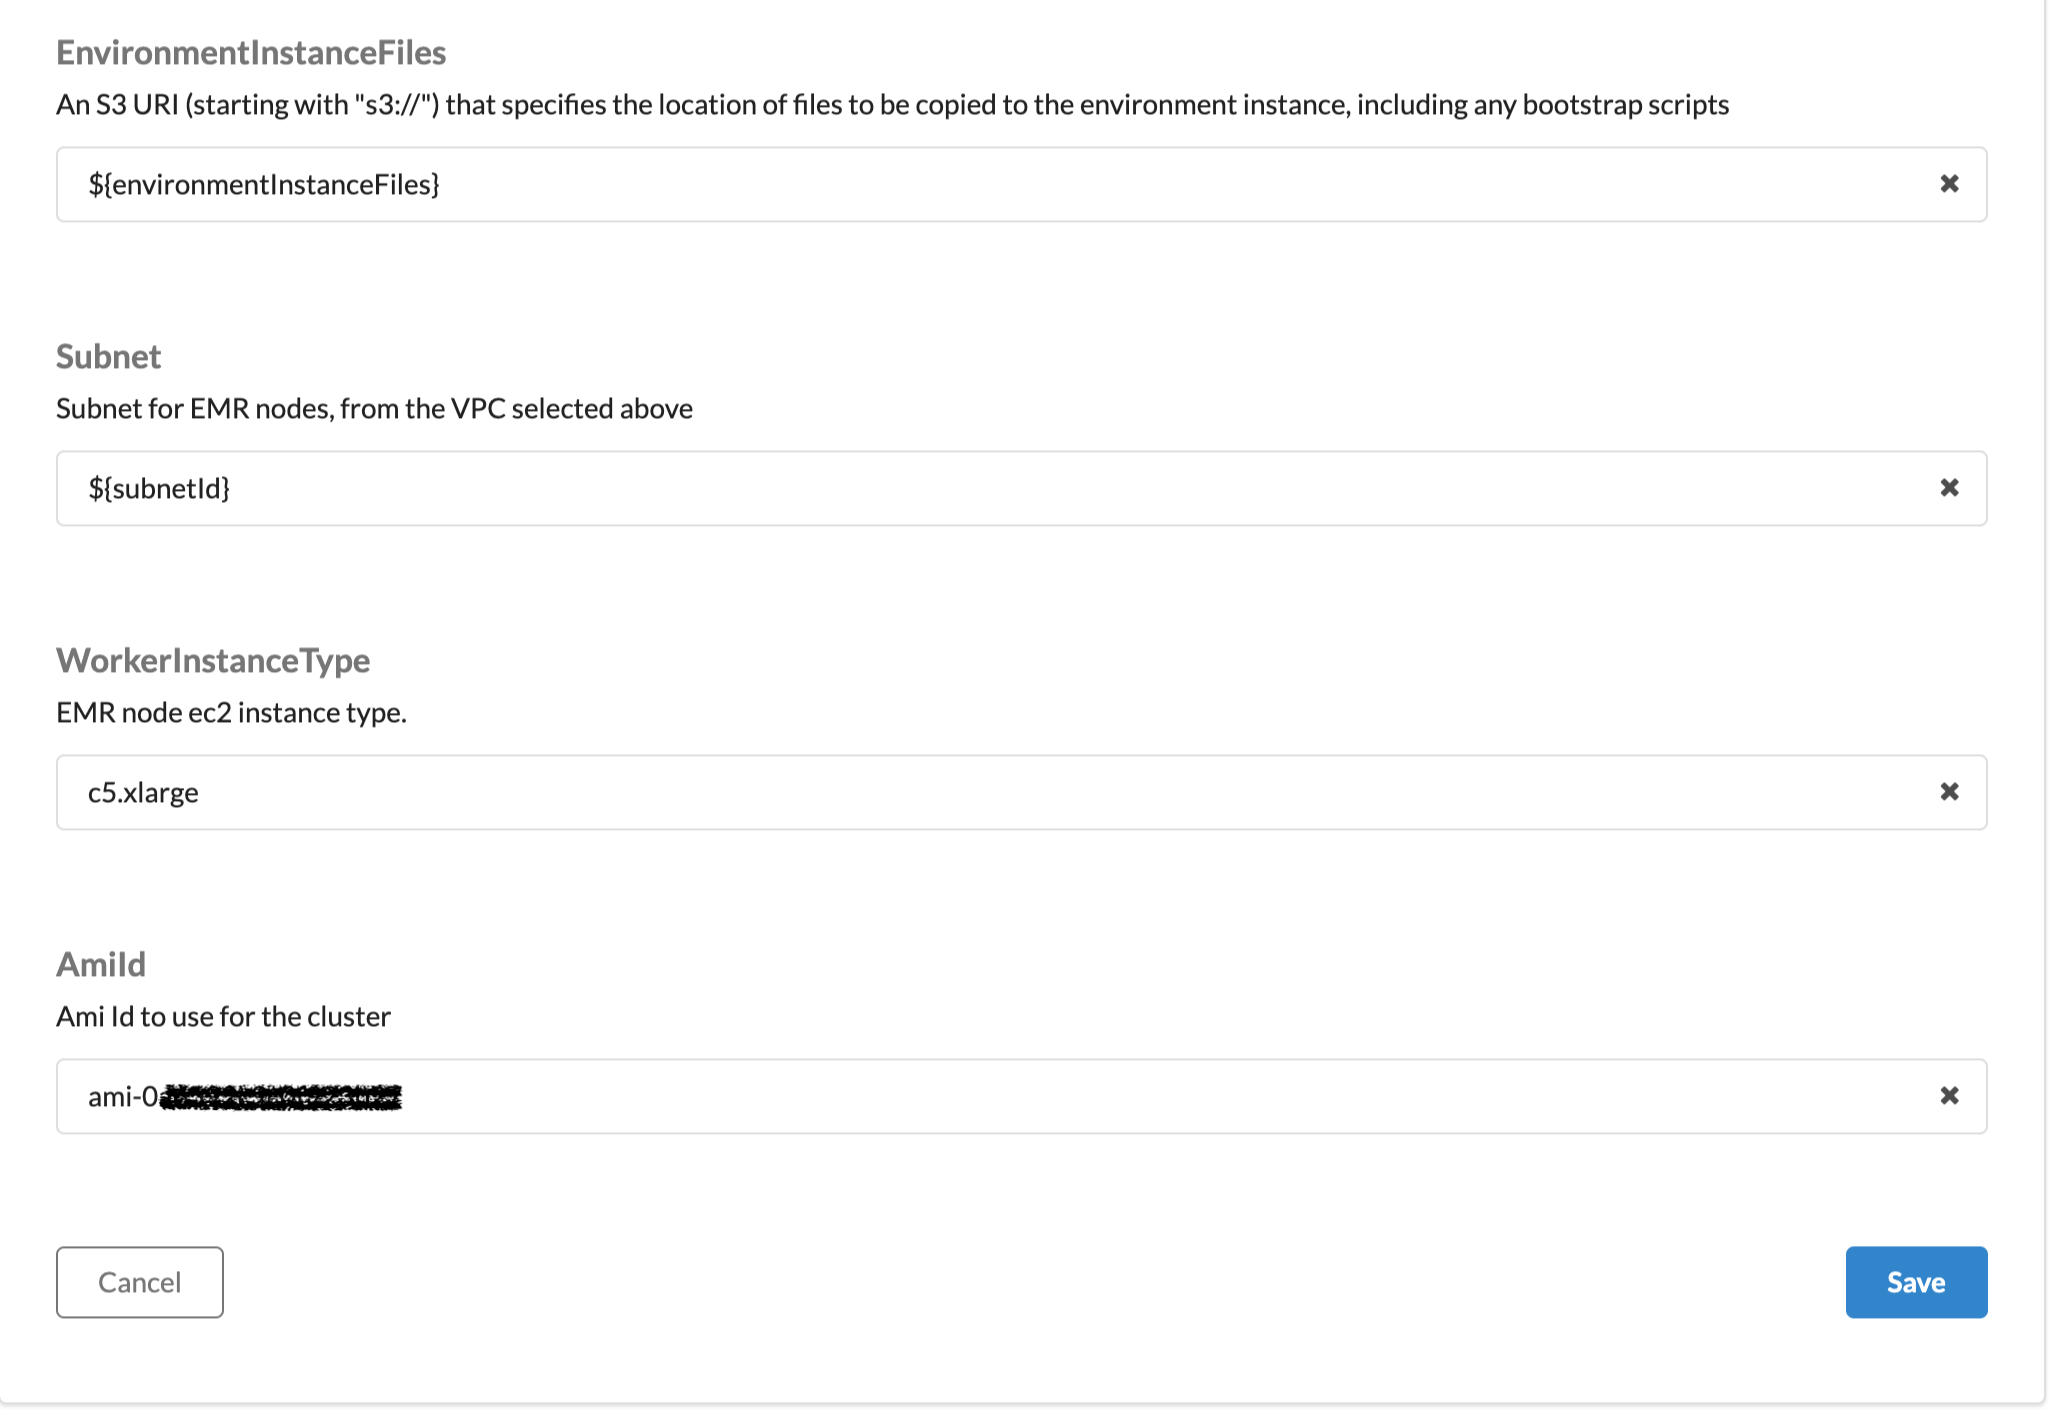 EnvironmentInstanceFiles
An S3 URI (starting with "s3://") that specifies the location of files to be copied to the environment instance, including any bootstrap scripts
${environmentInstanceFiles}
Subnet
Subnet for EMR nodes, from the VPC selected above
${subnetId}
WorkerInstanceType
EMR node ec2 instance type.
c5.xlarge
AmiId
Ami Id to use for the cluster
ami-0
Cancel
Save